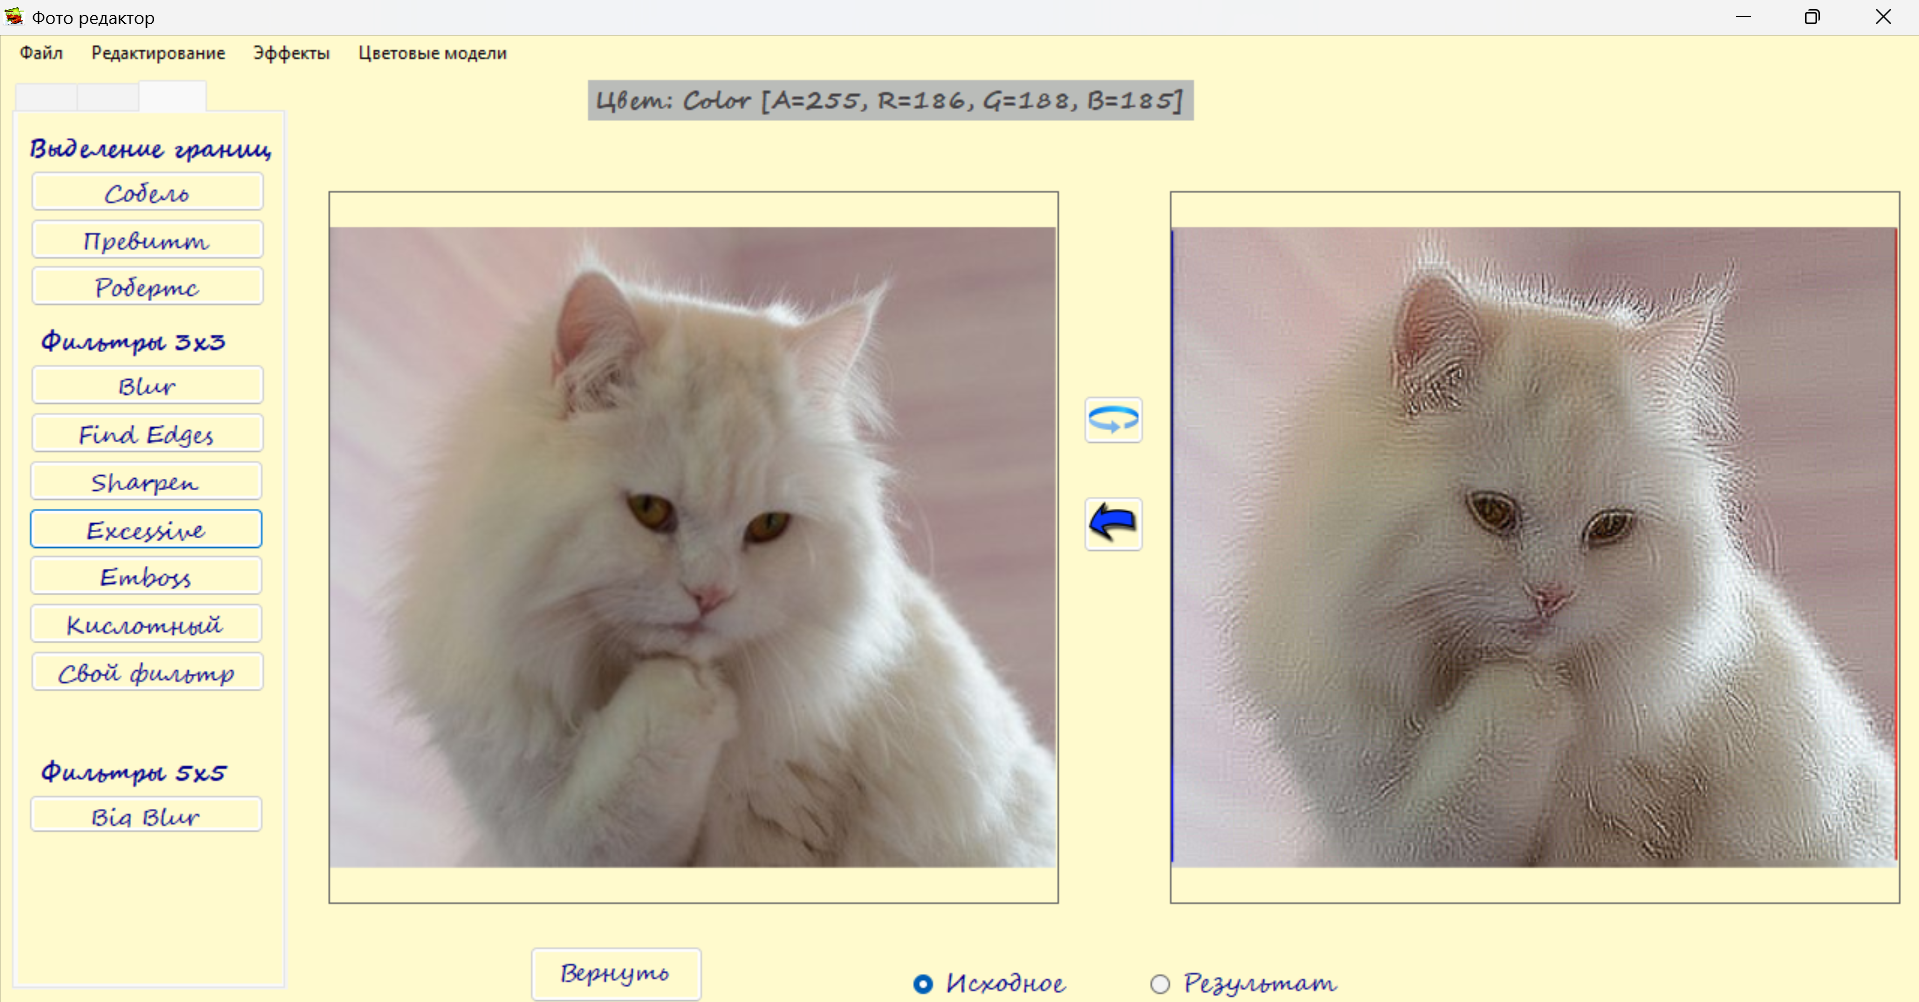 Фото редактор
Файл Редактирование Эффекты Цветовые модели
Цвет: Color [A=255, R=186, G=188, B=185]
Выделение границ
Собель
Превитт
Робертс
Фильтры 3x3
Blur
Find Edges
Sharpen
Excessive
Emboss
Кислотный
Свой фильтр
Фильтры 5x5
Big Blur
Вернуть
Исходное Результат